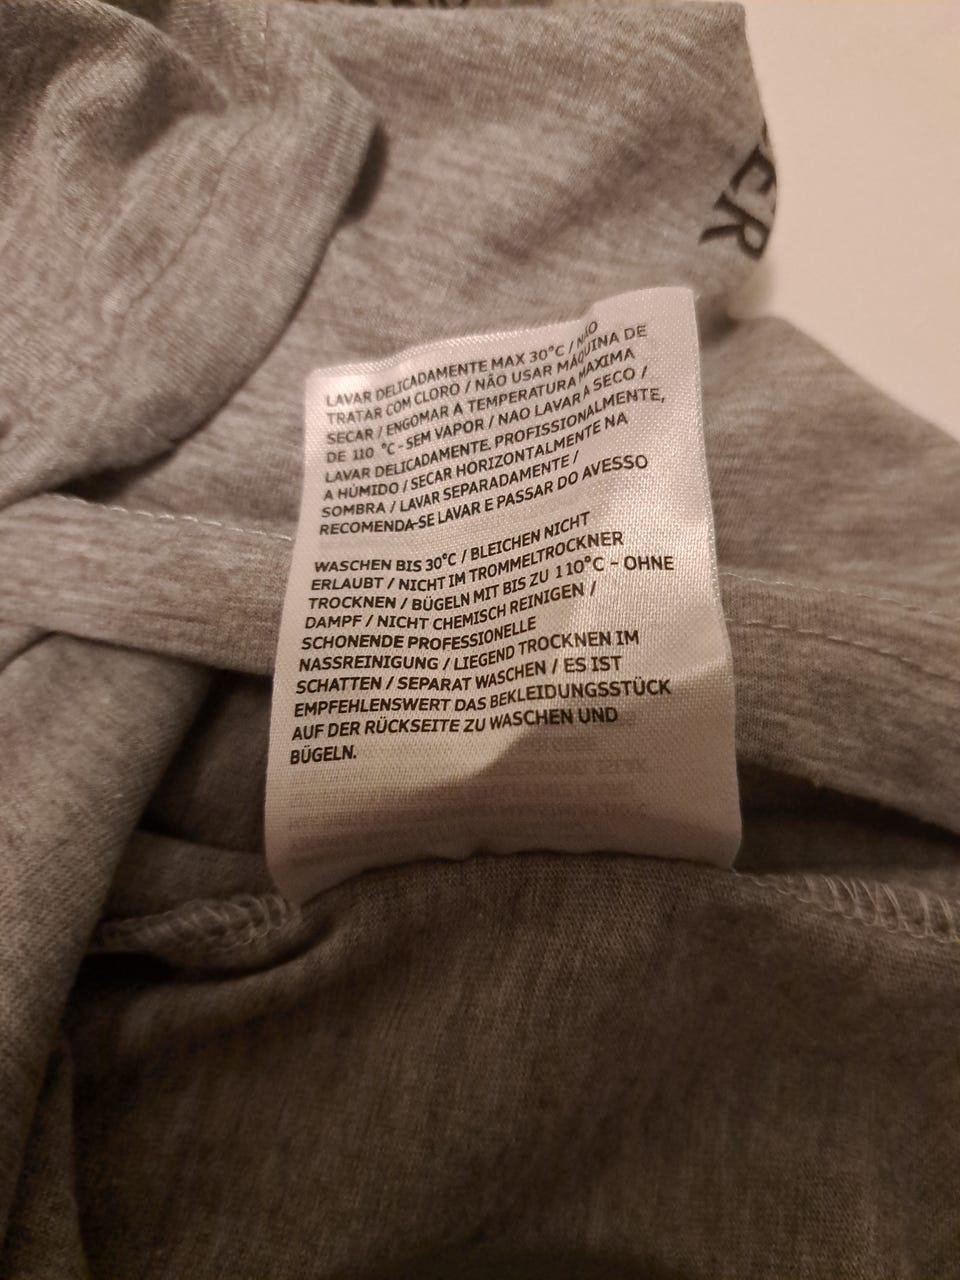 ER
LAVAR DELICADAMENTE MAX 30°C / NÃO
TRATAR COM CLORO / NÃO USAR MÁQUINA DE
SECAR / ENGOMAR A TEMPERATURA MAXIMA
DE 110 °C - SEM VAPOR / NAO LAVAR A SECO /
LAVAR DELICADAMENTE, PROFISSIONALMENTE,
A HÚMIDO / SECAR HORIZONTALMENTE NA
SOMBRA / LAVAR SEPARADAMENTE /
RECOMENDA-SE LAVAR E PASSAR DO AVESSO
WASCHEN BIS 30°C / BLEICHEN NICHT
ERLAUBT / NICHT IM TROMMELTROCKNER
TROCKNEN / BÜGELN MIT BIS ZU 110°C - OHNE
DAMPF / NICHT CHEMISCH REINIGEN /
SCHONENDE PROFESSIONELLE
NASSREINIGUNG / LIEGEND TROCKNEN IM
SCHATTEN / SEPARAT WASCHEN / ES IST
EMPFEHLENSWERT DAS BEKLEIDUNGSSTÜCK
AUF DER RÜCKSEITE ZU WASCHEN UND
BÜGELN.